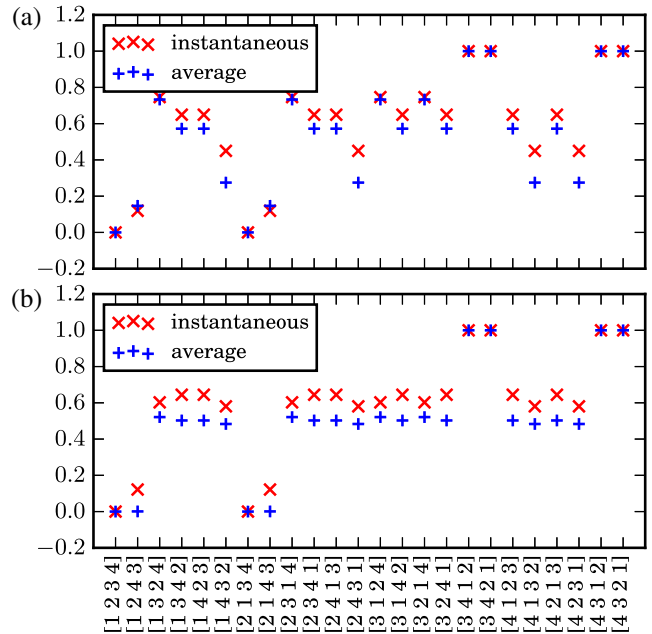 (a)
1.2
1.0
0.8
0.6
0.4
0.2
0.0
−0.2
instantaneous
average
(b)
1.2
1.0
0.8
0.6
0.4
0.2
0.0
−0.2
instantaneous
average
[1 2 3 4]
[1 2 4 3]
[1 3 2 4]
[1 3 4 2]
[1 4 2 3]
[1 4 3 2]
[2 1 3 4]
[2 1 4 3]
[2 3 1 4]
[2 3 4 1]
[2 4 1 3]
[2 4 3 1]
[3 1 2 4]
[3 1 4 2]
[3 2 1 4]
[3 2 4 1]
[3 4 1 2]
[3 4 2 1]
[4 1 2 3]
[4 1 3 2]
[4 2 1 3]
[4 2 3 1]
[4 3 1 2]
[4 3 2 1]